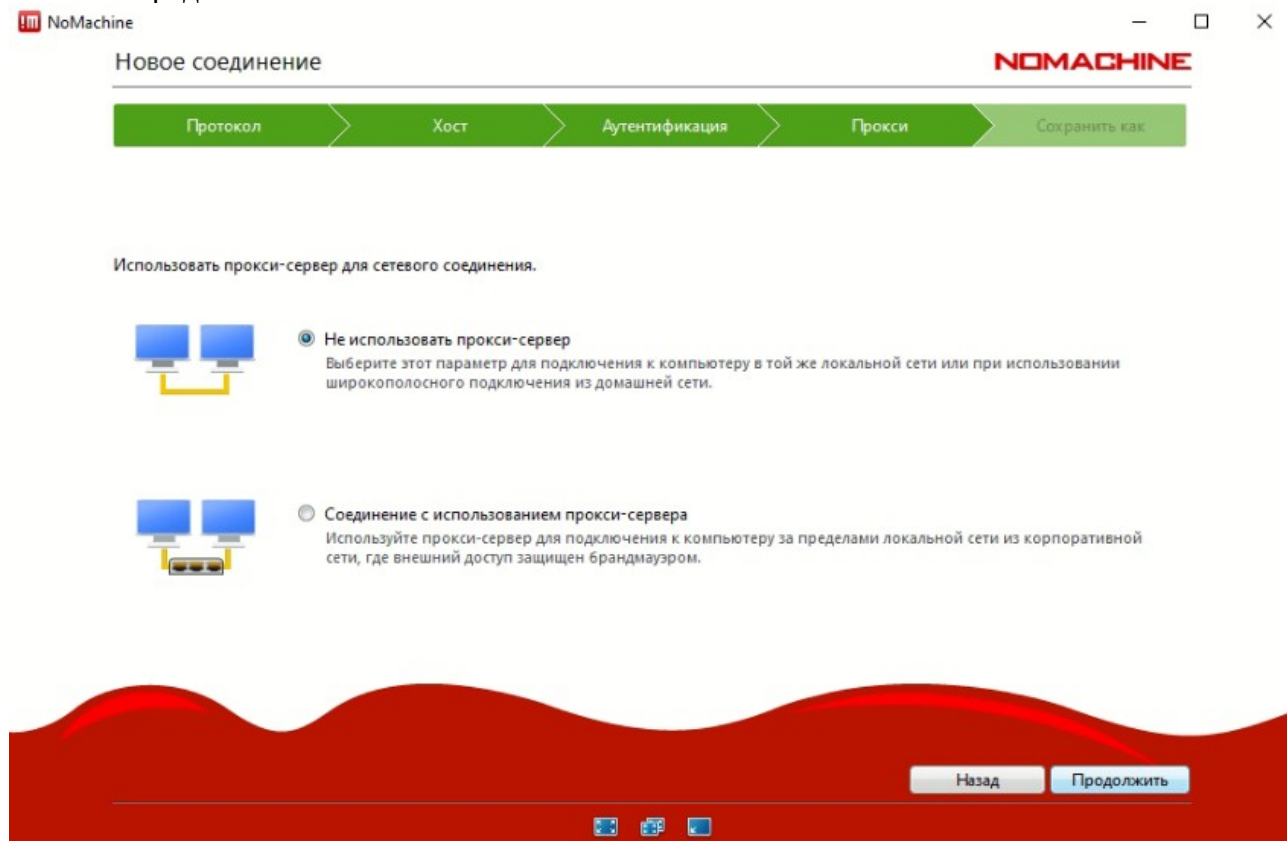 NoMachine
Новое соединение
NOMACHINE
Протокол
Хост
Аутентификация
Прокси
Сохранить как
Использовать прокси-сервер для сетевого соединения.
Не использовать прокси-сервер
Выберите этот параметр для подключения к компьютеру в той же локальной сети или при использовании
широкополосного подключения из домашней сети.
Соединение с использованием прокси-сервера
Используйте прокси-сервер для подключения к компьютеру за пределами локальной сети из корпоративной
сети, где внешний доступ защищен брандмауэром.
Назад
Продолжить